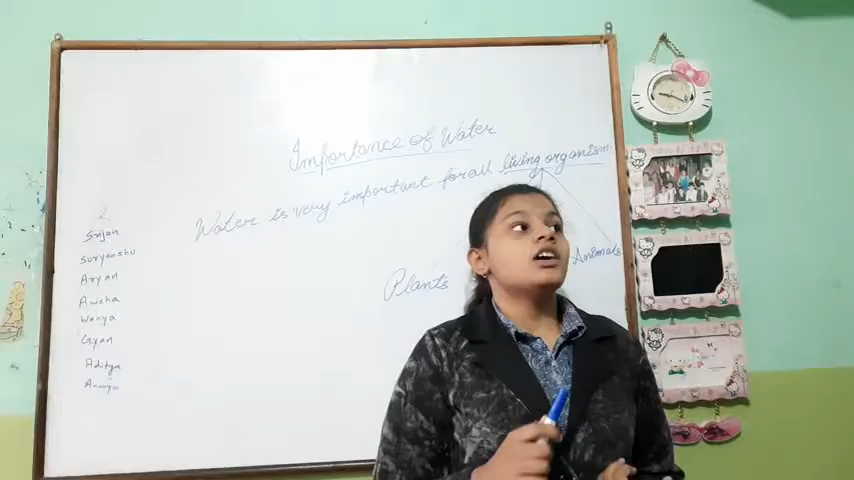 Importance of Water
Water is very important for all living organism
Plants
Animals
Srijan
Suryanshu
Aryan
Anisha
Wanya
Gyan
Aditya